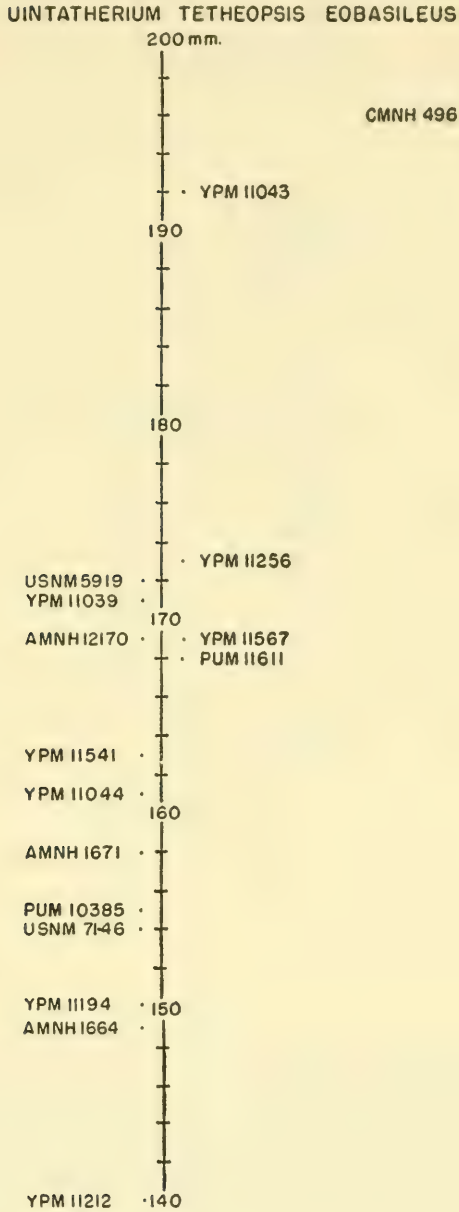 UINTATHERIUM TETHEOPSIS EOBASILEUS
200 mm.
CMNH 496
YPM 11043
190
180
YPM 11256
USNM 5919
YPM 11039
170
AMNH 12170 YPM 11567
PUM 11611
YPM 11541
YPM 11044
160
AMNH 1671
PUM 10385
USNM 7146
YPM 11194 150
AMNH 1664
YPM 11212 140